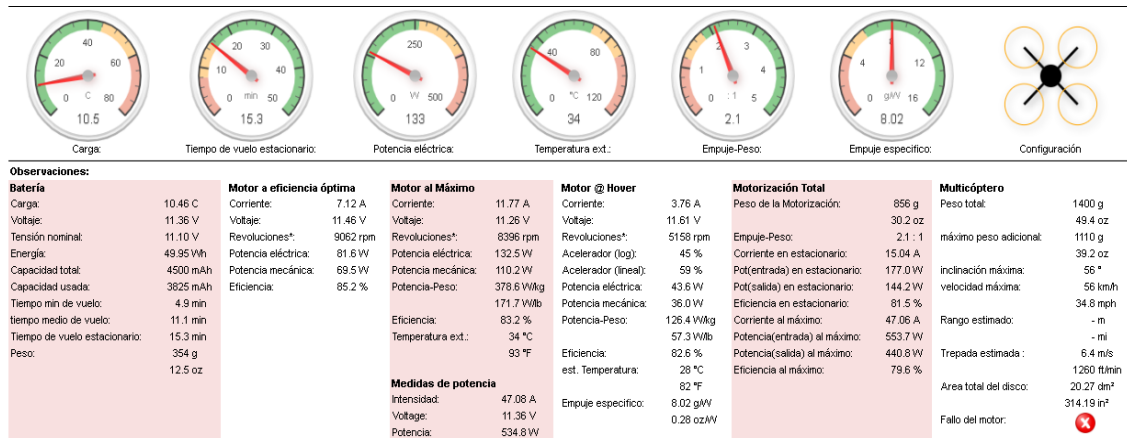 40
20 60
0 C 80
10.5
Carga:
20 30
10 40
0 min 50
15.3
Tiempo de vuelo estacionario:
250
0 W 500
133
Potencia eléctrica:
40 80
0 °C 120
34
Temperatura ext.:
2 3
1 4
0 : 1 5
2.1
Empuje-Peso:
8
4 12
0 g/W 16
8.02
Empuje especifico:
Configuración
Observaciones:
Batería
Carga: 10.46 C
Voltaje: 11.36 V
Tensión nominal: 11.10 V
Energía: 49.95 Wh
Capacidad total: 4500 mAh
Capacidad usada: 3825 mAh
Tiempo min de vuelo: 4.9 min
tiempo medio de vuelo: 11.1 min
Tiempo de vuelo estacionario: 15.3 min
Peso: 354 g
12.5 oz
Motor a eficiencia óptima
Corriente: 7.12 A
Voltaje: 11.46 V
Revoluciones*: 9062 rpm
Potencia eléctrica: 81.6 W
Potencia mecánica: 69.5 W
Eficiencia: 85.2 %
Motor al Máximo
Corriente: 11.77 A
Voltaje: 11.26 V
Revoluciones*: 8396 rpm
Potencia eléctrica: 132.5 W
Potencia mecánica: 110.2 W
Potencia-Peso: 378.6 W/kg
171.7 W/lb
Eficiencia: 83.2 %
Temperatura ext.: 34 °C
93 °F
Medidas de potencia
Intensidad: 47.08 A
Voltage: 11.36 V
Potencia: 534.8 W
Motor @ Hover
Corriente: 3.76 A
Voltaje: 11.61 V
Revoluciones*: 5158 rpm
Acelerador (log): 45 %
Acelerador (lineal): 59 %
Potencia eléctrica: 43.6 W
Potencia mecánica: 36.0 W
Potencia-Peso: 126.4 W/kg
57.3 W/lb
Eficiencia: 82.6 %
est. Temperatura: 28 °C
82 °F
Empuje especifico: 8.02 g/W
0.28 oz/W
Motorización Total
Peso de la Motorización: 856 g
30.2 oz
Empuje-Peso: 2.1 : 1
Corriente en estacionario: 15.04 A
Pot(entrada) en estacionario: 177.0 W
Pot(salida) en estacionario: 144.2 W
Eficiencia en estacionario: 81.5 %
Corriente al máximo: 47.06 A
Potencia(entrada) al máximo: 553.7 W
Potencia(salida) al máximo: 440.8 W
Eficiencia al máximo: 79.6 %
Multicóptero
Peso total: 1400 g
49.4 oz
máximo peso adicional: 1110 g
39.2 oz
inclinación máxima: 56 °
velocidad máxima: 56 km/h
34.8 mph
Rango estimado: - m
- mi
Trepada estimada : 6.4 m/s
1260 ft/min
Area total del disco: 20.27 dm²
314.19 in²
Fallo del motor: